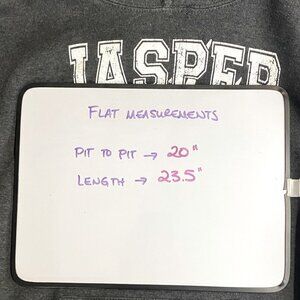 JASPER
FLAT MEASUREMENTS
PIT TO PIT → 20"
LENGTH → 23.5"